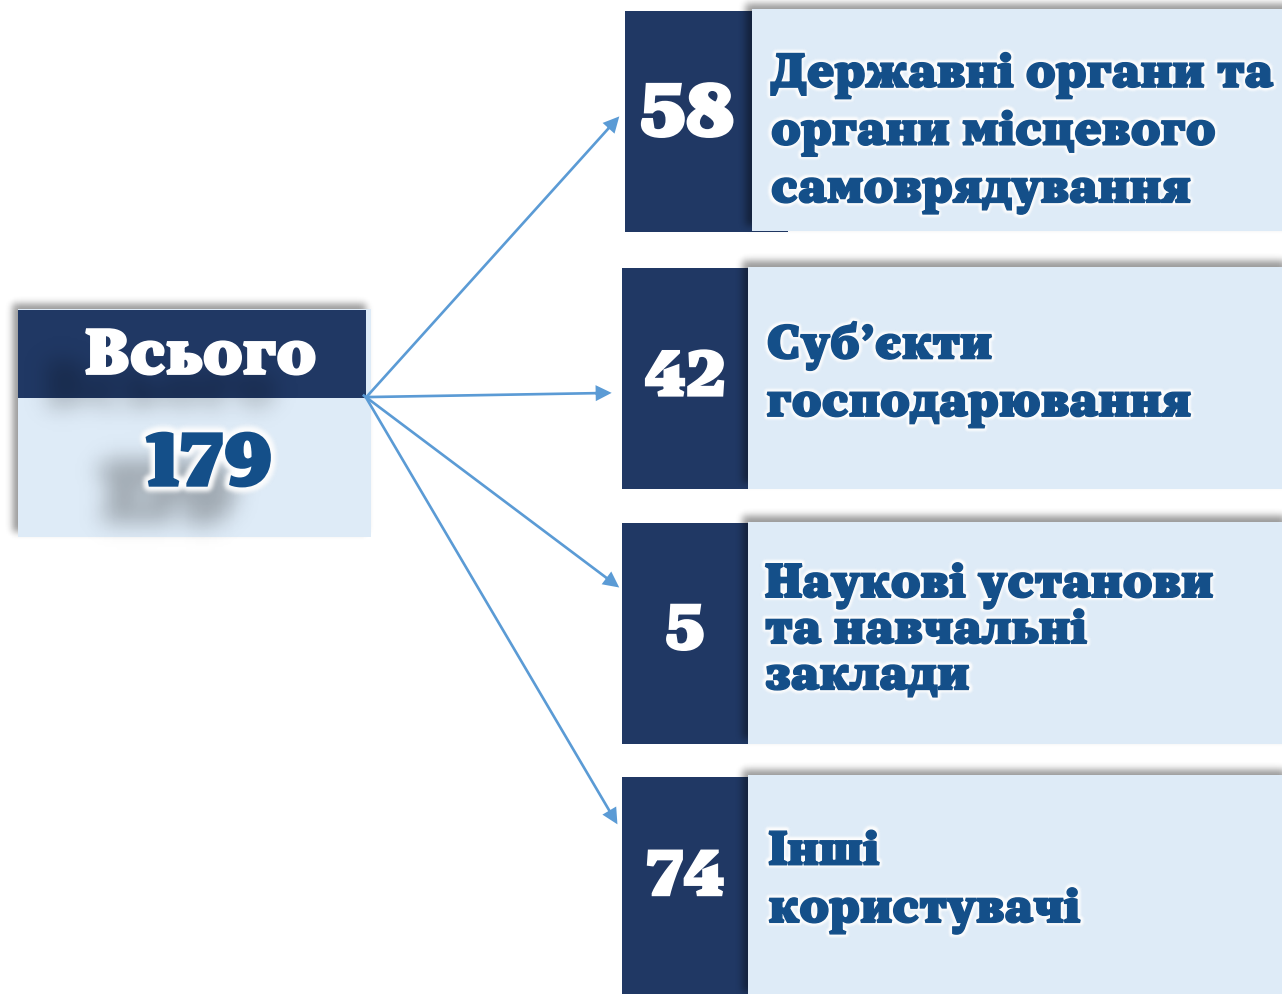 Всього
179
58
Державні органи та
органи місцевого
самоврядування
42
Суб’єкти
господарювання
5
Наукові установи
та навчальні
заклади
74
Інші
користувачі